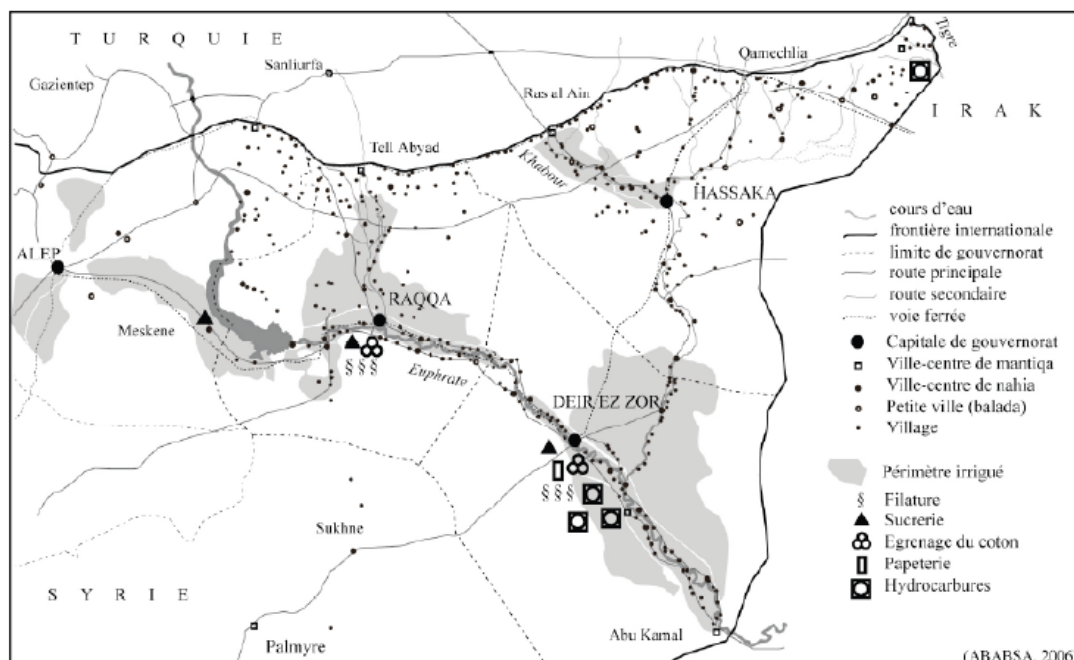 T U R Q U I E
Gazientep
Sanliurfa
Qamechlia
Tigre
I R A K
Ras al Ain
Tell Abyad
Khabour
HASSAKA
ALEP
RAQQA
Meskene
Euphrate
DEIR EZ ZOR
Sukhne
S Y R I E
Palmyre
Abu Kamal
cours d'eau
frontière internationale
limite de gouvernorat
route principale
route secondaire
voie ferrée
Capitale de gouvernorat
Ville-centre de mantiqa
Ville-centre de nahia
Petite ville (balada)
Village
Périmètre irrigué
§ Filature
Sucrerie
Egrenage du coton
Papeterie
Hydrocarbures
§ § §
§ § §
(ABABSA, 2006